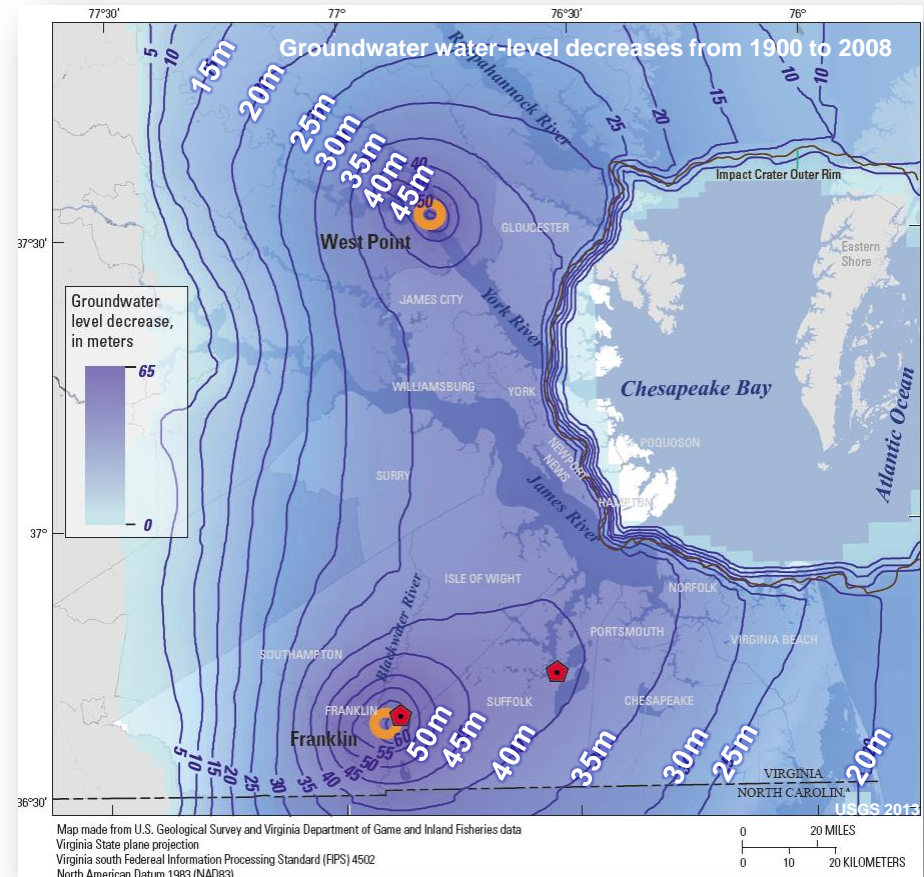 77°30'
77°
76°30'
76°
Groundwater water-level decreases from 1900 to 2008
5
10
15m
20m
25m
30m
35m
40m
45m
40
50
25
20
15
10
10
Rappahannock River
Impact Crater Outer Rim
37°30'
West Point
GLOUCESTER
Eastern
Shore
Groundwater
level decrease,
in meters
65
0
JAMES CITY
York River
WILLIAMSBURG
YORK
Chesapeake Bay
Atlantic Ocean
POQUOSON
NEWPORT
NEWS
SURRY
James River
HAMPTON
37°
ISLE OF WIGHT
NORFOLK
Blackwater River
PORTSMOUTH
VIRGINIA BEACH
SOUTHAMPTON
SUFFOLK
CHESAPEAKE
FRANKLIN
Franklin
5
10
15
20
25
30
35
40
45
50
55
60
50m
45m
40m
35m
30m
25m
20m
VIRGINIA
NORTH CAROLIN
36°30'
USGS 2013
Map made from U.S. Geological Survey and Virginia Department of Game and Inland Fisheries data
Virginia State plane projection
Virginia south Federeal Information Processing Standard (FIPS) 4502
North American Datum 1983 (NAD83)
0 20 MILES
0 10 20 KILOMETERS